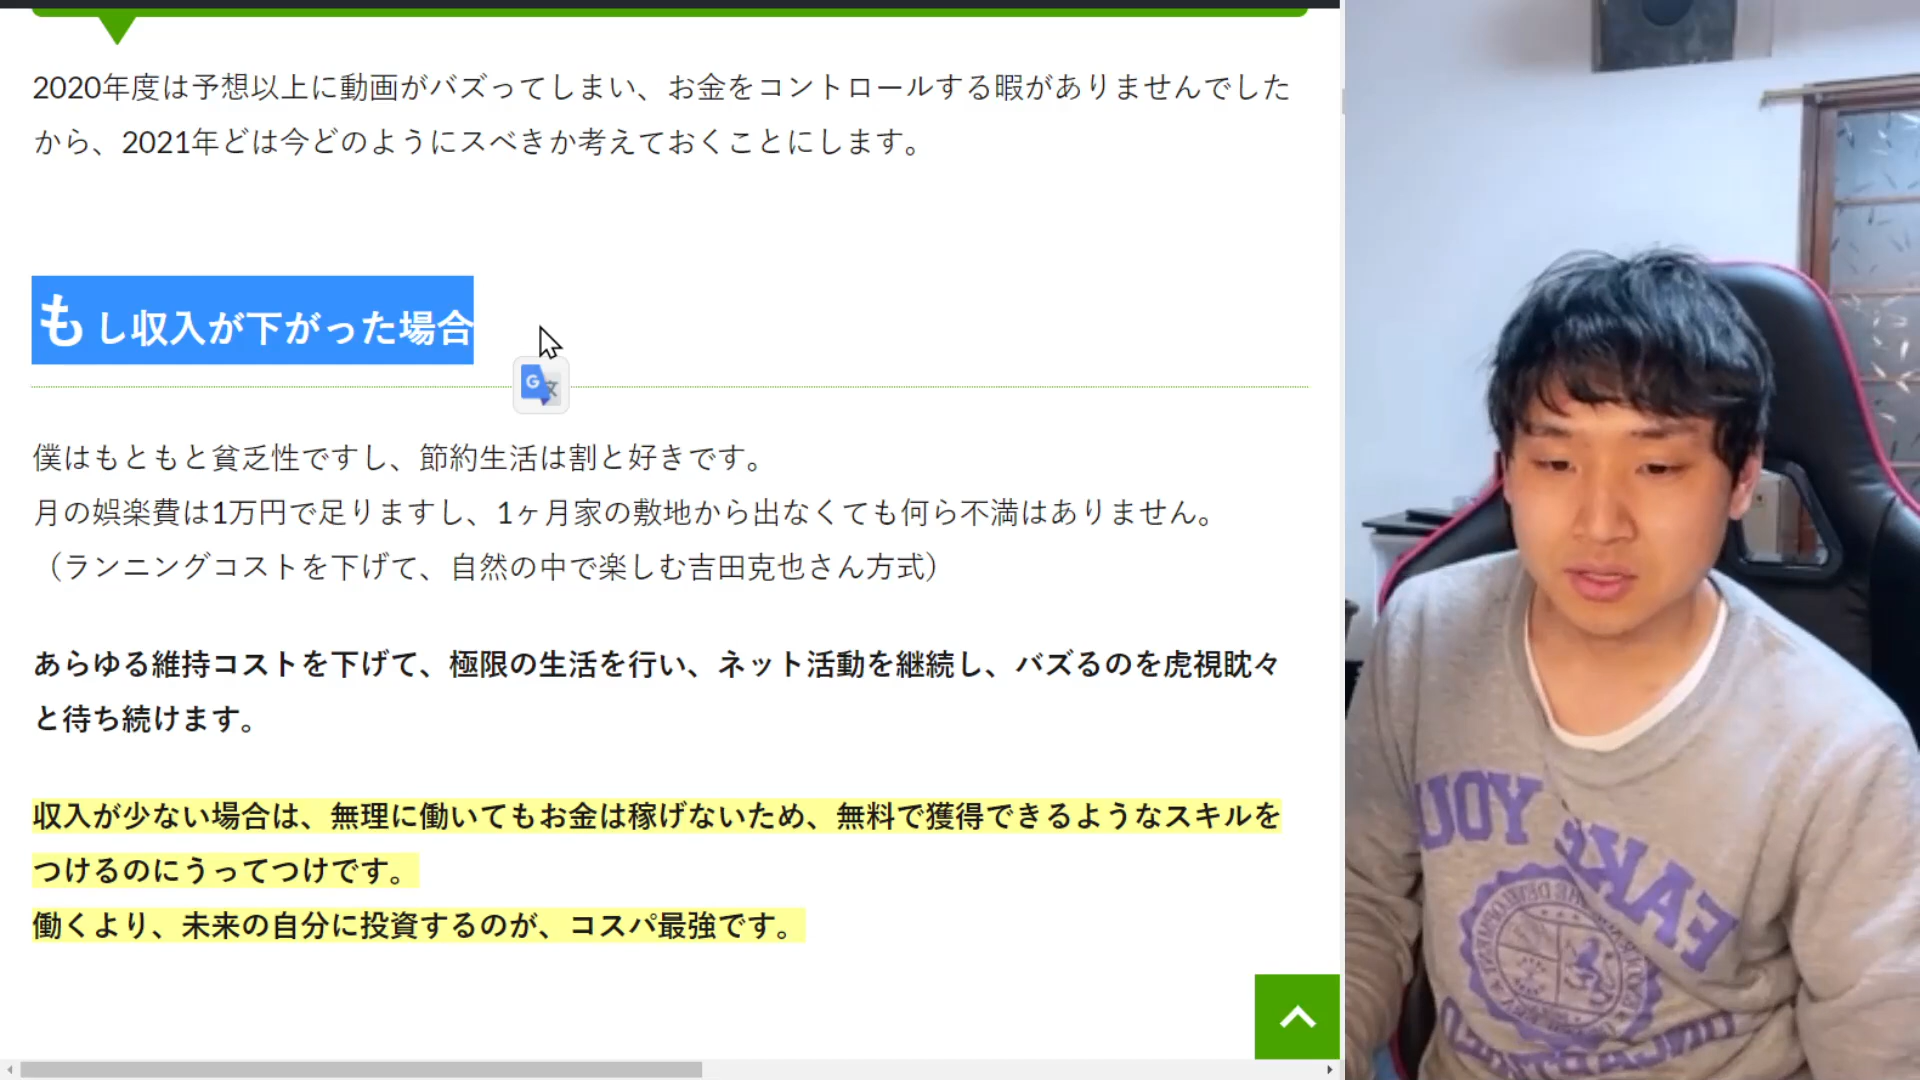 2020年度は予想以上に動画がバズってしまい、お金をコントロールする暇がありませんでした
から、2021年どは今どのようにスべきか考えておくことにします。
もし収入が下がった場合
僕はもともと貧乏性ですし、節約生活は割と好きです。
月の娯楽費は1万円で足りますし、1ヶ月家の敷地から出なくても何ら不満はありません。
（ランニングコストを下げて、自然の中で楽しむ吉田克也さん方式）
あらゆる維持コストを下げて、極限の生活を行い、ネット活動を継続し、バズるのを虎視眈々
と待ち続けます。
収入が少ない場合は、無理に働いてもお金は稼げないため、無料で獲得できるようなスキルを
つけるのにうってつけです。
働くより、未来の自分に投資するのが、コスパ最強です。